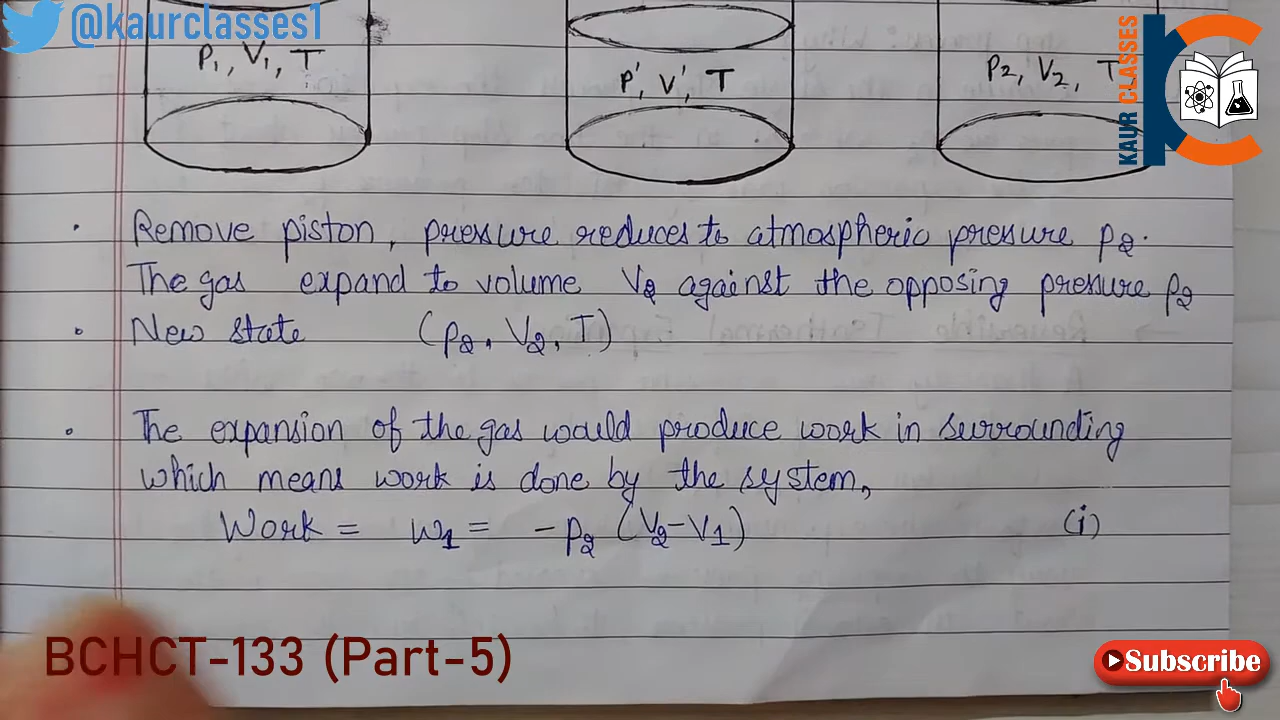 @kaurclasses1
P1, V1, T
P', V', T
P2, V2, T
KAUR CLASSES
Remove piston, pressure reduces to atmospheric presure p2.
The gas expand to volume V2 against the opposing pressure p2
New state (p2, V2, T)
The expansion of the gas would produce work in surrounding
which means work is done by the system,
Work = w1 = -p2 (V2-V1) (i)
BCHCT-133 (Part-5)
Subscribe